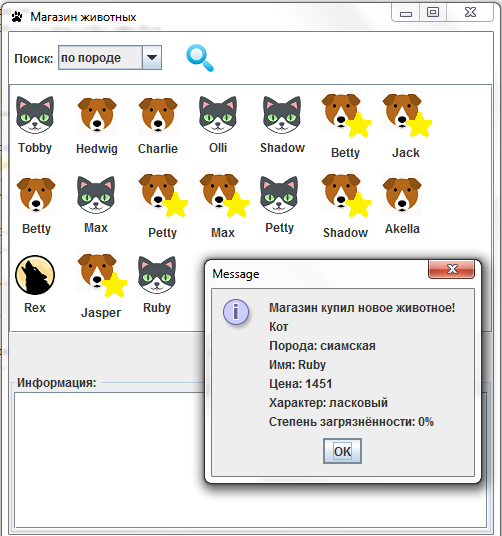 Магазин животных
Поиск: по породе
Tobby Hedwig Charlie Olli Shadow Betty Jack
Betty Max Petty Max Petty Shadow Akella
Rex Jasper Ruby
Message
Магазин купил новое животное!
Кот
Порода: сиамская
Имя: Ruby
Цена: 1451
Характер: ласковый
Степень загрязнённости: 0%
OK
Информация: